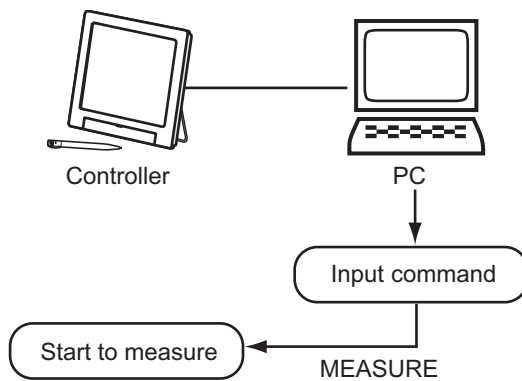 Controller
PC
Input command
Start to measure
MEASURE